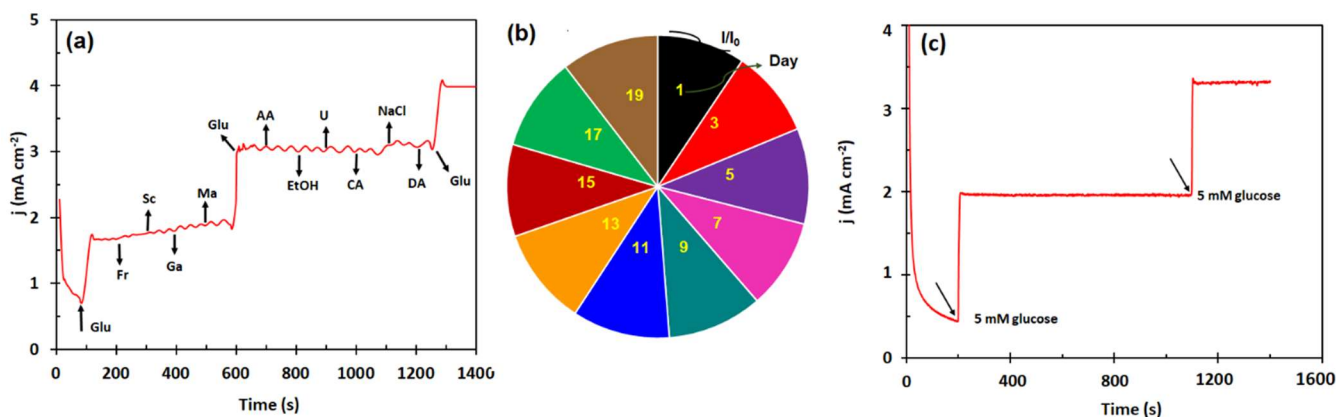 (a)
j (mA cm-2)
5
4
3
2
1
0
Glu
Fr
Sc
Ga
Ma
Glu
AA
EtOH
U
CA
NaCl
DA
Glu
0 200 400 600 800 1000 1200 1400
Time (s)
(b)
I/I0
Day
1
3
5
7
9
11
13
15
17
19
(c)
j (mA cm-2)
4
3
2
1
0
5 mM glucose
5 mM glucose
0 400 800 1200 1600
Time (s)